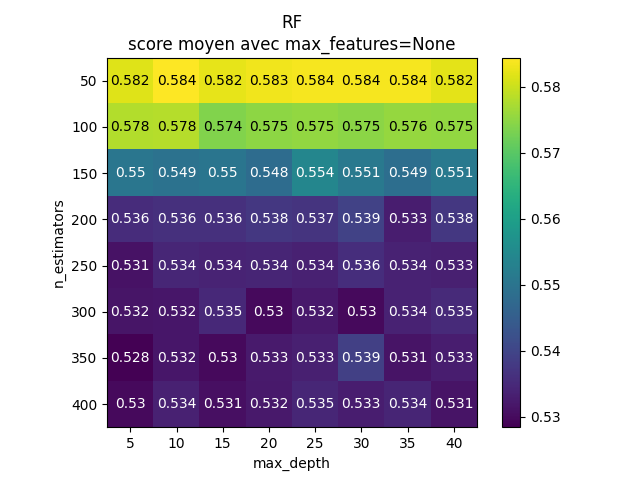 RF
score moyen avec max_features=None
50 0.582 0.584 0.582 0.583 0.584 0.584 0.584 0.582
100 0.578 0.578 0.574 0.575 0.575 0.575 0.576 0.575
150 0.55 0.549 0.55 0.548 0.554 0.551 0.549 0.551
200 0.536 0.536 0.536 0.538 0.537 0.539 0.533 0.538
250 0.531 0.534 0.534 0.534 0.534 0.536 0.534 0.533
300 0.532 0.532 0.535 0.53 0.532 0.53 0.534 0.535
350 0.528 0.532 0.53 0.533 0.533 0.539 0.531 0.533
400 0.53 0.534 0.531 0.532 0.535 0.533 0.534 0.531
5 10 15 20 25 30 35 40
max_depth
n_estimators
0.58
0.57
0.56
0.55
0.54
0.53